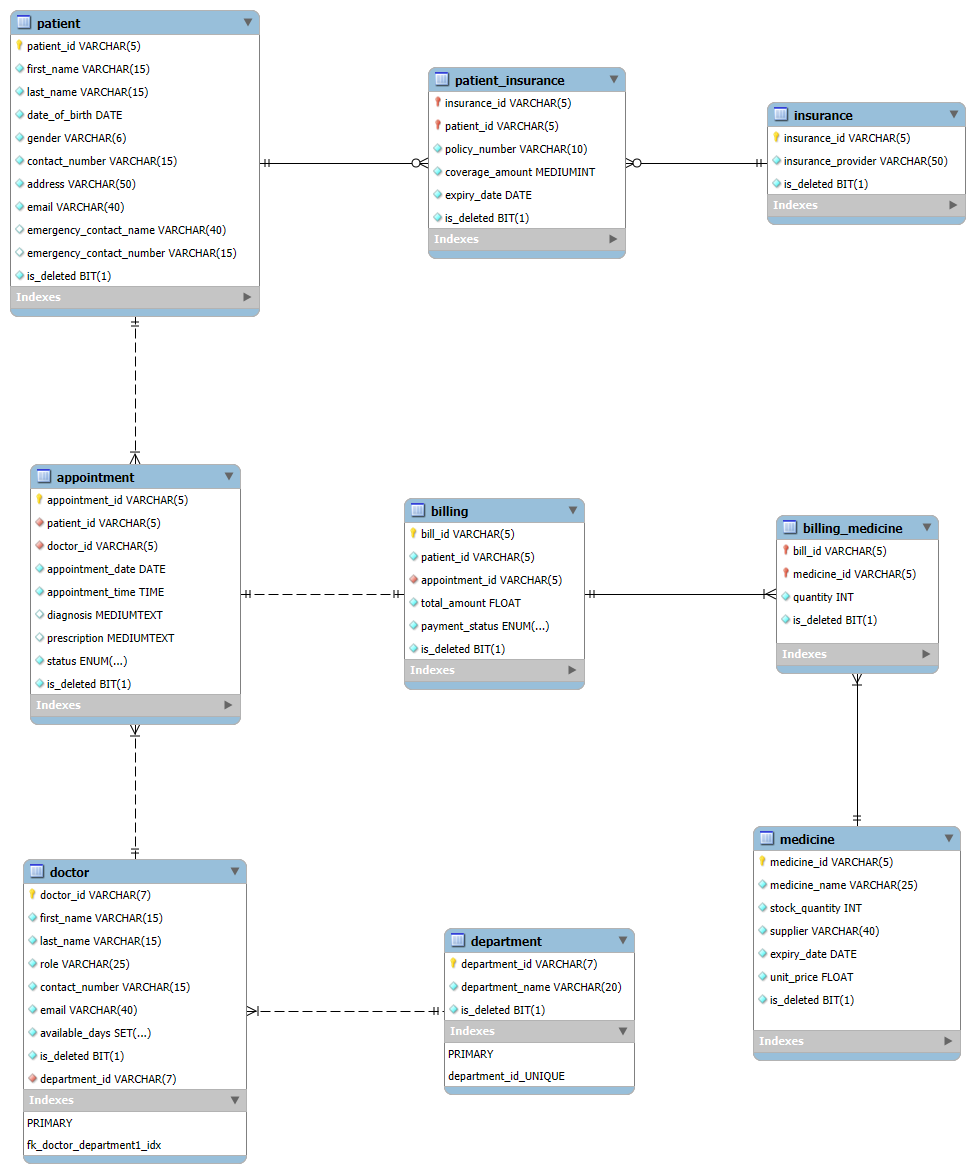 patient
patient_id VARCHAR(5)
first_name VARCHAR(15)
last_name VARCHAR(15)
date_of_birth DATE
gender VARCHAR(6)
contact_number VARCHAR(15)
address VARCHAR(50)
email VARCHAR(40)
emergency_contact_name VARCHAR(40)
emergency_contact_number VARCHAR(15)
is_deleted BIT(1)
Indexes
patient_insurance
insurance_id VARCHAR(5)
patient_id VARCHAR(5)
policy_number VARCHAR(10)
coverage_amount MEDIUMINT
expiry_date DATE
is_deleted BIT(1)
Indexes
insurance
insurance_id VARCHAR(5)
insurance_provider VARCHAR(50)
is_deleted BIT(1)
Indexes
appointment
appointment_id VARCHAR(5)
patient_id VARCHAR(5)
doctor_id VARCHAR(5)
appointment_date DATE
appointment_time TIME
diagnosis MEDIUMTEXT
prescription MEDIUMTEXT
status ENUM(...)
is_deleted BIT(1)
Indexes
billing
bill_id VARCHAR(5)
patient_id VARCHAR(5)
appointment_id VARCHAR(5)
total_amount FLOAT
payment_status ENUM(...)
is_deleted BIT(1)
Indexes
billing_medicine
bill_id VARCHAR(5)
medicine_id VARCHAR(5)
quantity INT
is_deleted BIT(1)
Indexes
doctor
doctor_id VARCHAR(7)
first_name VARCHAR(15)
last_name VARCHAR(15)
role VARCHAR(25)
contact_number VARCHAR(15)
email VARCHAR(40)
available_days SET(...)
is_deleted BIT(1)
department_id VARCHAR(7)
Indexes
PRIMARY
fk_doctor_department1_idx
department
department_id VARCHAR(7)
department_name VARCHAR(20)
is_deleted BIT(1)
Indexes
PRIMARY
department_id_UNIQUE
medicine
medicine_id VARCHAR(5)
medicine_name VARCHAR(25)
stock_quantity INT
supplier VARCHAR(40)
expiry_date DATE
unit_price FLOAT
is_deleted BIT(1)
Indexes